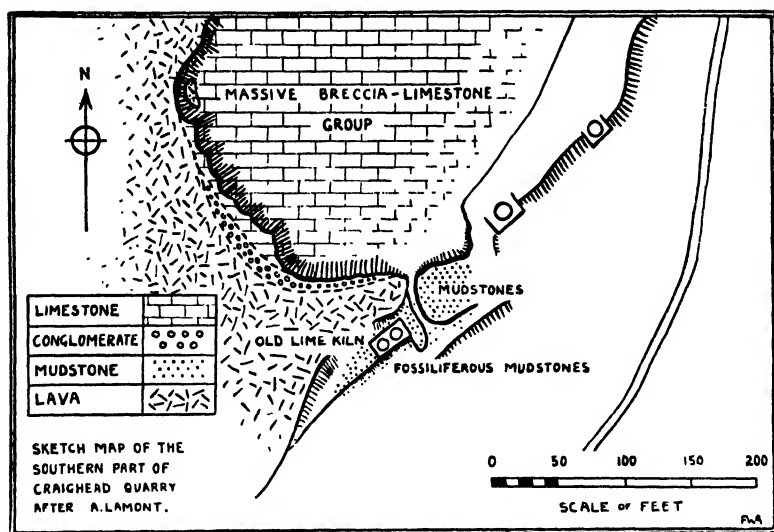 N
MASSIVE BRECCIA-LIMESTONE
GROUP
MUDSTONES
OLD LIME KILN
FOSSILIFEROUS MUDSTONES
LIMESTONE
CONGLOMERATE
MUDSTONE
LAVA
SKETCH MAP OF THE
SOUTHERN PART OF
CRAIGHEAD QUARRY
AFTER A. LAMONT.
0 50 100 150 200
SCALE OF FEET
FWA